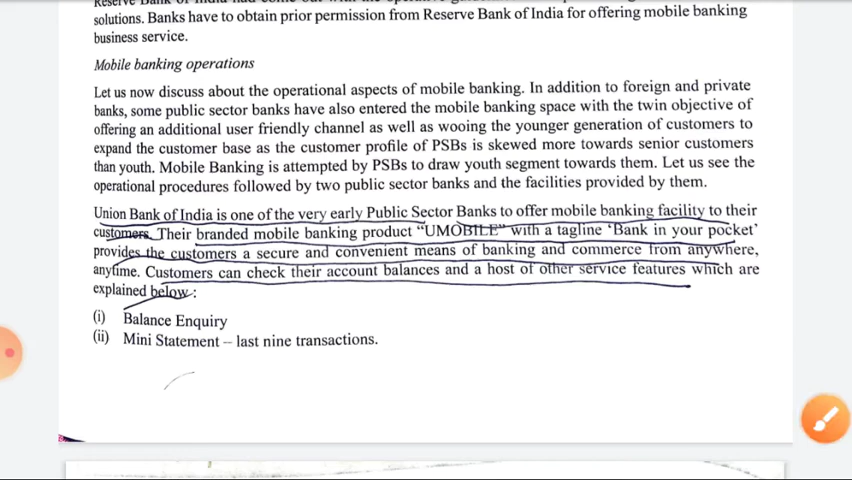 solutions. Banks have to obtain prior permission from Reserve Bank of India for offering mobile banking
business service.
Mobile banking operations
Let us now discuss about the operational aspects of mobile banking. In addition to foreign and private
banks, some public sector banks have also entered the mobile banking space with the twin objective of
offering an additional user friendly channel as well as wooing the younger generation of customers to
expand the customer base as the customer profile of PSBs is skewed more towards senior customers
than youth. Mobile Banking is attempted by PSBs to draw youth segment towards them. Let us see the
operational procedures followed by two public sector banks and the facilities provided by them.
Union Bank of India is one of the very early Public Sector Banks to offer mobile banking facility to their
customers. Their branded mobile banking product “UMOBILE” with a tagline ‘Bank in your pocket’
provides the customers a secure and convenient means of banking and commerce from anywhere,
anytime. Customers can check their account balances and a host of other service features which are
explained below:
(i) Balance Enquiry
(ii) Mini Statement – last nine transactions.